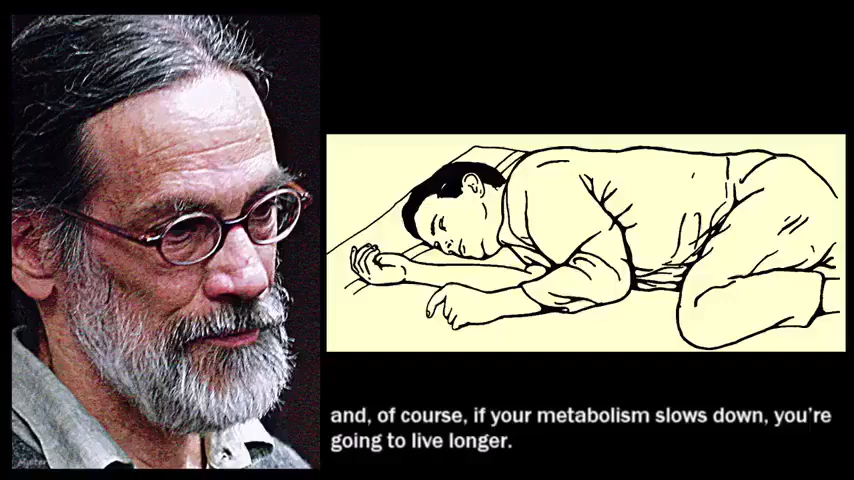 and, of course, if your metabolism slows down, you're
going to live longer.